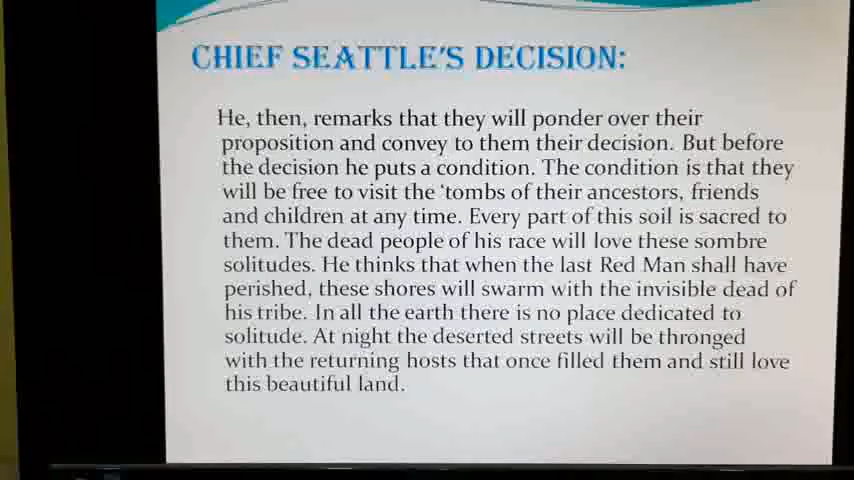 CHIEF SEATTLE'S DECISION:
He, then, remarks that they will ponder over their
proposition and convey to them their decision. But before
the decision he puts a condition. The condition is that they
will be free to visit the 'tombs of their ancestors, friends
and children at any time. Every part of this soil is sacred to
them. The dead people of his race will love these sombre
solitudes. He thinks that when the last Red Man shall have
perished, these shores will swarm with the invisible dead of
his tribe. In all the earth there is no place dedicated to
solitude. At night the deserted streets will be thronged
with the returning hosts that once filled them and still love
this beautiful land.